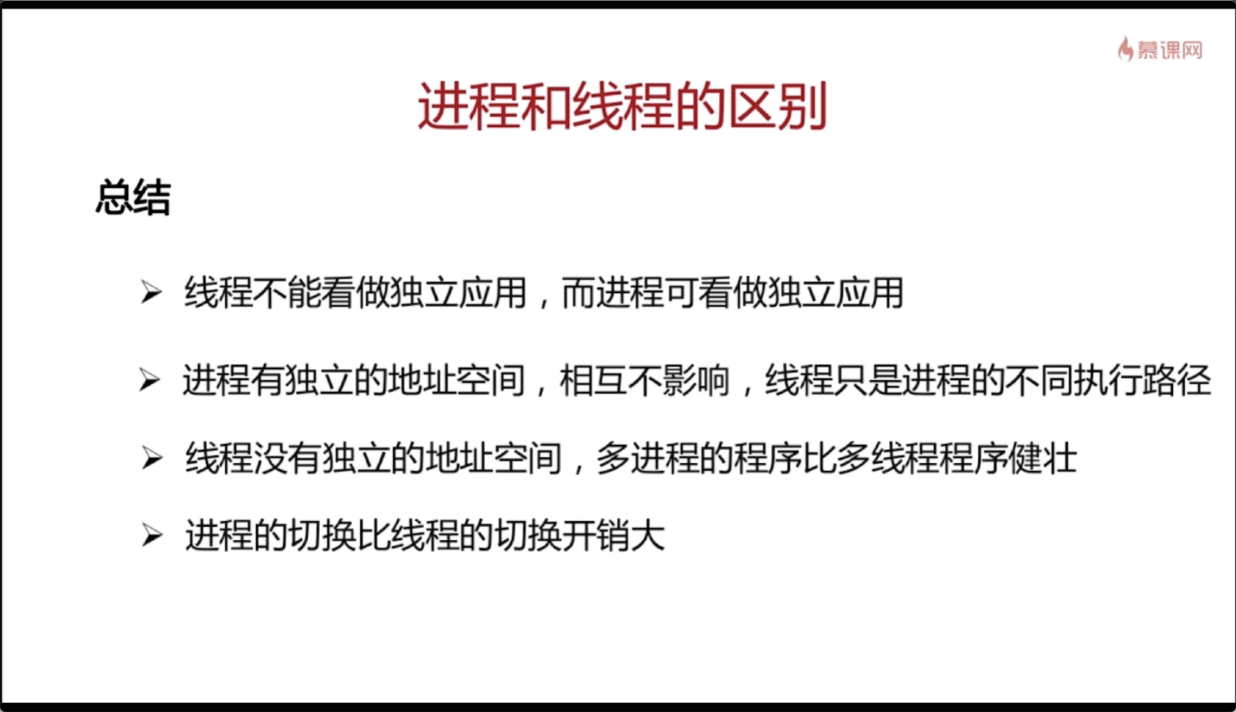 慕课网
进程和线程的区别
总结
线程不能看做独立应用，而进程可看做独立应用
进程有独立的地址空间，相互不影响，线程只是进程的不同执行路径
线程没有独立的地址空间，多进程的程序比多线程程序健壮
进程的切换比线程的切换开销大